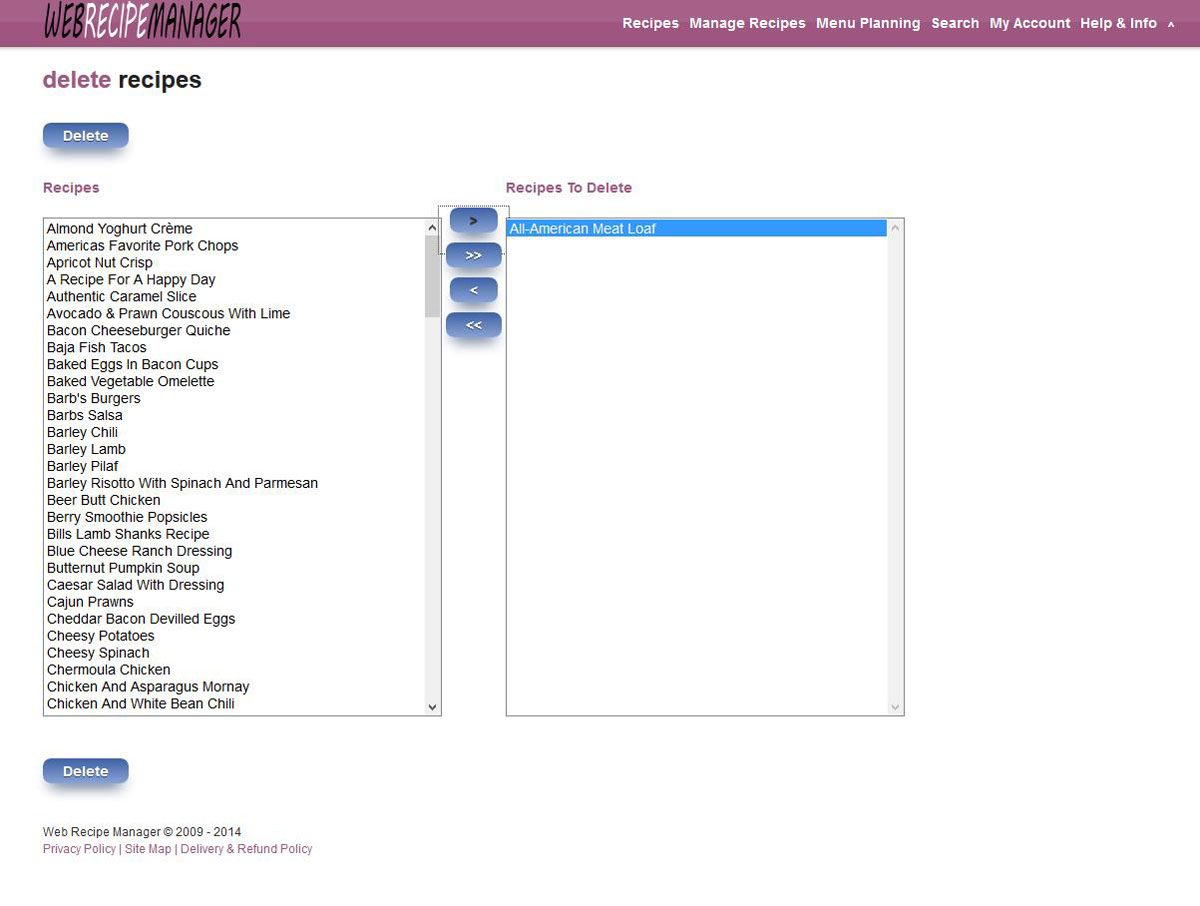 WEBRECIPEMANAGER
Recipes Manage Recipes Menu Planning Search My Account Help & Info ^
delete recipes
Delete
Recipes
Recipes To Delete
Almond Yoghurt Crème
Americas Favorite Pork Chops
Apricot Nut Crisp
A Recipe For A Happy Day
Authentic Caramel Slice
Avocado & Prawn Couscous With Lime
Bacon Cheeseburger Quiche
Baja Fish Tacos
Baked Eggs In Bacon Cups
Baked Vegetable Omelette
Barb's Burgers
Barbs Salsa
Barley Chili
Barley Lamb
Barley Pilaf
Barley Risotto With Spinach And Parmesan
Beer Butt Chicken
Berry Smoothie Popsicles
Bills Lamb Shanks Recipe
Blue Cheese Ranch Dressing
Butternut Pumpkin Soup
Caesar Salad With Dressing
Cajun Prawns
Cheddar Bacon Devilled Eggs
Cheesy Potatoes
Cheesy Spinach
Chermoula Chicken
Chicken And Asparagus Mornay
Chicken And White Bean Chili
>
>>
<
<<
All-American Meat Loaf
Delete
Web Recipe Manager © 2009 - 2014
Privacy Policy | Site Map | Delivery & Refund Policy